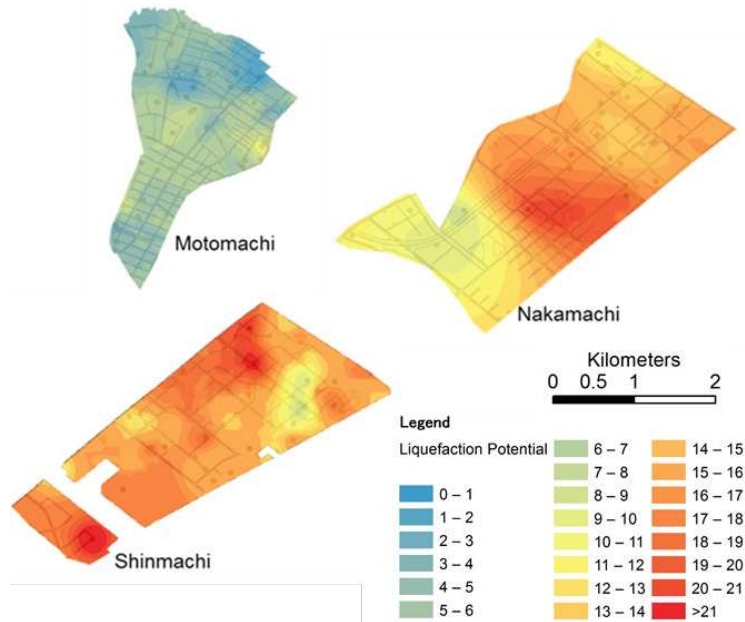 Motomachi
Nakamachi
Shinmachi
Kilometers
0 0.5 1 2
Legend
Liquefaction Potential
0 – 1
1 – 2
2 – 3
3 – 4
4 – 5
5 – 6
6 – 7
7 – 8
8 – 9
9 – 10
10 – 11
11 – 12
12 – 13
13 – 14
14 – 15
15 – 16
16 – 17
17 – 18
18 – 19
19 – 20
20 – 21
>21